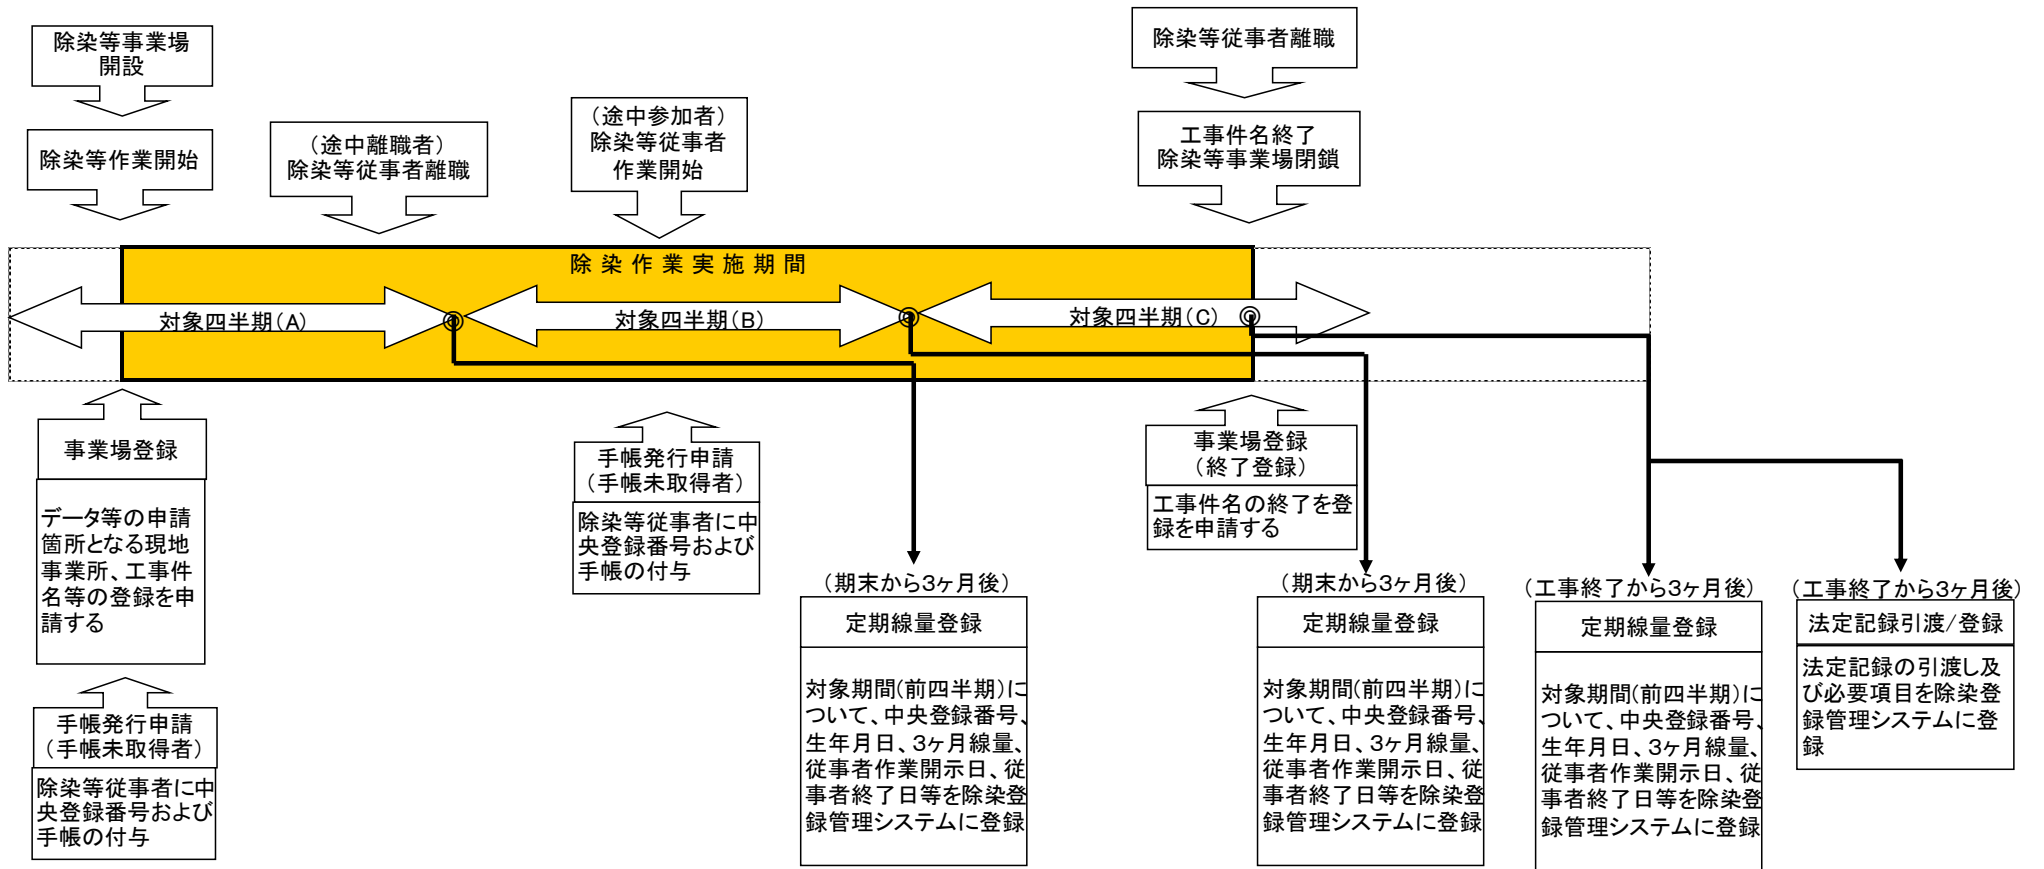 除染等事業場
開設
除染等作業開始
（途中離職者）
除染等従事者離職
（途中参加者）
除染等従事者
作業開始
除染等従事者離職
工事件名終了
除染等事業場閉鎖
除染作業実施期間
対象四半期(A)
対象四半期(B)
対象四半期(C)
事業場登録
データ等の申請
箇所となる現地
事業所、工事件
名等の登録を申
請する
手帳発行申請
（手帳未取得者）
除染等従事者に中
央登録番号および
手帳の付与
手帳発行申請
（手帳未取得者）
除染等従事者に中
央登録番号および
手帳の付与
事業場登録
（終了登録）
工事件名の終了を登
録を申請する
（期末から3ヶ月後）
定期線量登録
対象期間(前四半期)に
ついて、中央登録番号、
生年月日、3ヶ月線量、
従事者作業開示日、従
事者終了日等を除染登
録管理システムに登録
（期末から3ヶ月後）
定期線量登録
対象期間(前四半期)に
ついて、中央登録番号、
生年月日、3ヶ月線量、
従事者作業開示日、従
事者終了日等を除染登
録管理システムに登録
（工事終了から3ヶ月後）
定期線量登録
対象期間(前四半期)に
ついて、中央登録番号、
生年月日、3ヶ月線量、
従事者作業開示日、従
事者終了日等を除染登
録管理システムに登録
（工事終了から3ヶ月後）
法定記録引渡/登録
法定記録の引渡し及
び必要項目を除染登
録管理システムに登
録